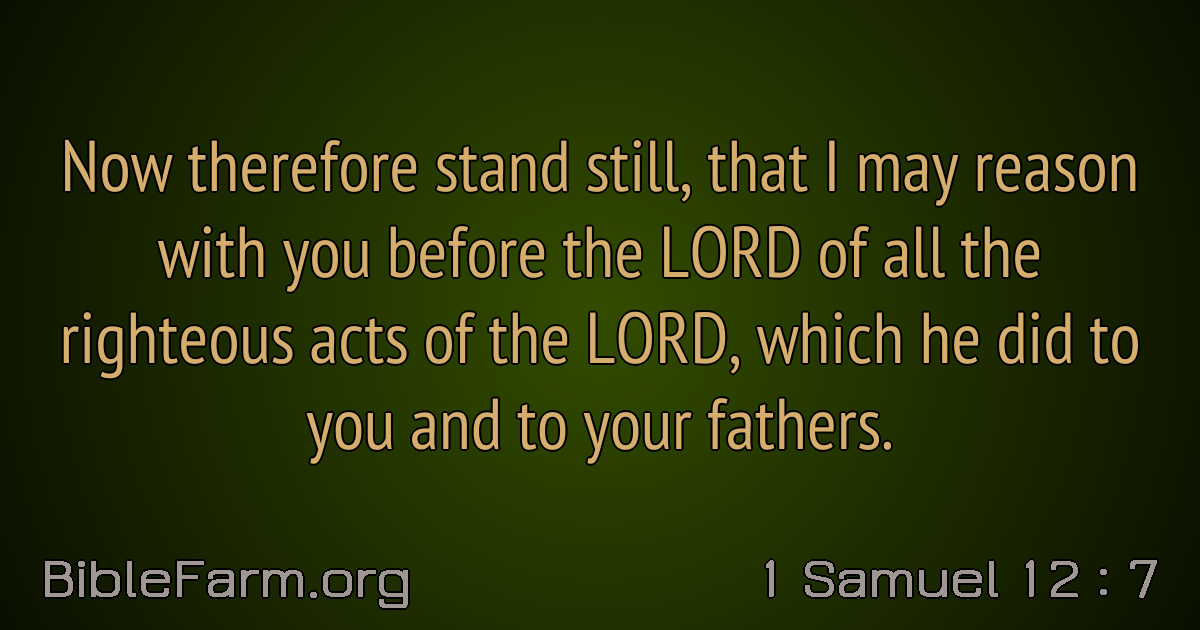 Now therefore stand still, that I may reason
with you before the LORD of all the
righteous acts of the LORD, which he did to
you and to your fathers.
BibleFarm.org
1 Samuel 12 : 7